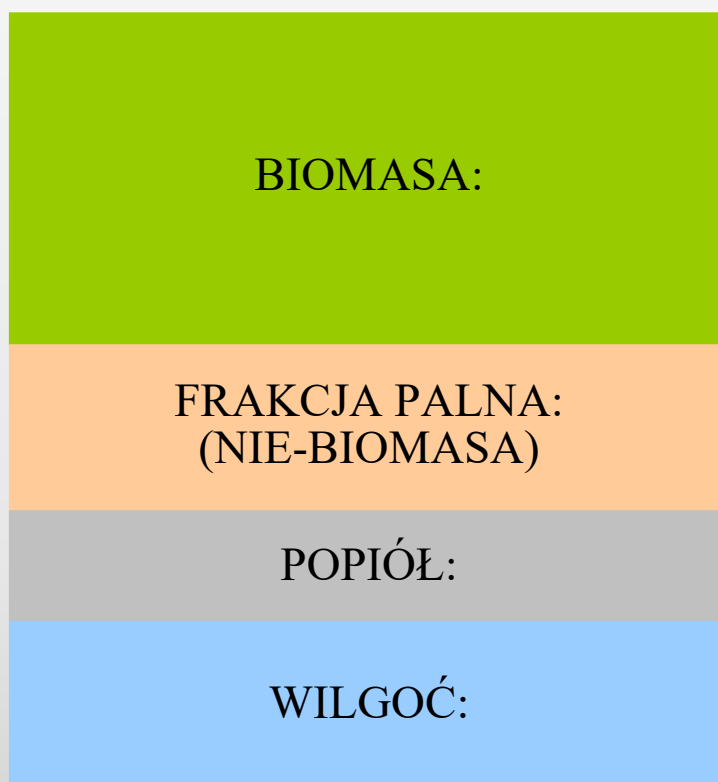 BIOMASA:
FRAKCJA PALNA:
(NIE-BIOMASA)
POPIÓŁ:
WILGOĆ: